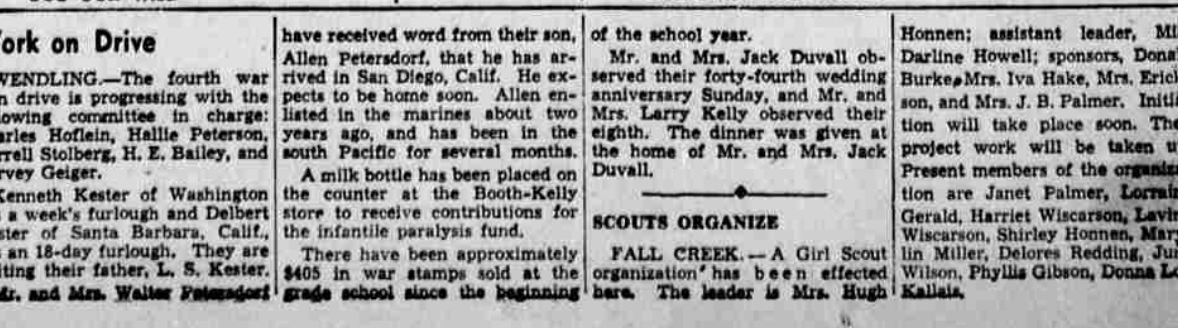 ork on Drive
WENDLING.—The fourth war
n drive is progressing with the
lowing committee in charge:
arles Hoflein, Hallie Peterson,
rrell Stolberg, H. E. Bailey, and
rvey Geiger.
Kenneth Kester of Washington
a week's furlough and Delbert
ster of Santa Barbara, Calif.,
an 18-day furlough. They are
iting their father, L. S. Kester.
Mr. and Mrs. Walter Petersdorf
have received word from their son,
Allen Petersdorf, that he has ar-
rived in San Diego, Calif. He ex-
pects to be home soon. Allen en-
listed in the marines about two
years ago, and has been in the
south Pacific for several months.
A milk bottle has been placed on
the counter at the Booth-Kelly
store to receive contributions for
the infantile paralysis fund.
There have been approximately
$405 in war stamps sold at the
grade school since the beginning
of the school year.
Mr. and Mrs. Jack Duvall ob-
served their forty-fourth wedding
anniversary Sunday, and Mr. and
Mrs. Larry Kelly observed their
eighth. The dinner was given at
the home of Mr. and Mrs. Jack
Duvall.
SCOUTS ORGANIZE
FALL CREEK.—A Girl Scout
organization has been effected
here. The leader is Mrs. Hugh
Honnen; assistant leader, Mi
Darline Howell; sponsors, Dona
Burke, Mrs. Iva Hake, Mrs. Erick
son, and Mrs. J. B. Palmer. Initia
tion will take place soon. The
project work will be taken u
Present members of the organiza
tion are Janet Palmer, Lorrain
Gerald, Harriet Wiscarson, Lavin
Wiscarson, Shirley Honnen, Mary
lin Miller, Delores Redding, Jun
Wilson, Phyllis Gibson, Donna Lo
Kallais.